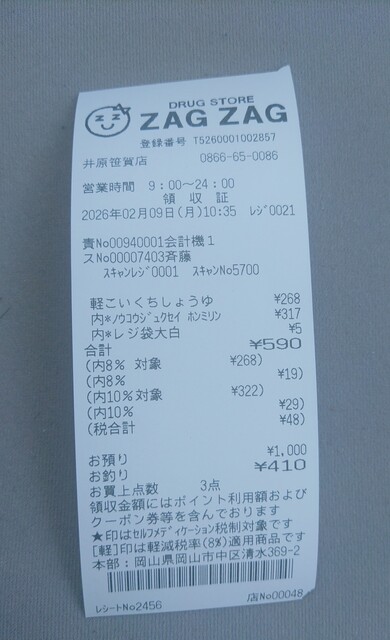 DRUG STORE
ZAG ZAG
登録番号 T5260001002857
井原笹賀店 0866-65-0086
営業時間 9:00~24:00
領収証
2026年02月09日(月)10:35 レジ0021
責No00940001会計機1
スNo00007403斉藤
スキャンレジ0001 スキャンNo5700
軽こいくちしょうゆ ¥268
内*ノウコウジュクセイ ホンミリン ¥317
内*レジ袋大白 ¥5
合計 ¥590
(内8% 対象 ¥268)
(内8% ¥19)
(内10%対象 ¥322)
(内10% ¥29)
(税合計 ¥48)
お預り ¥1,000
お釣り ¥410
お買上点数 3点
領収金額にはポイント利用額および
クーポン券等を含んでおります
★印はセルフメディケーション税制対象です
[軽]印は軽減税率(8%)適用商品です
本部:岡山県岡山市中区清水369-2
レシートNo2456 店No00048